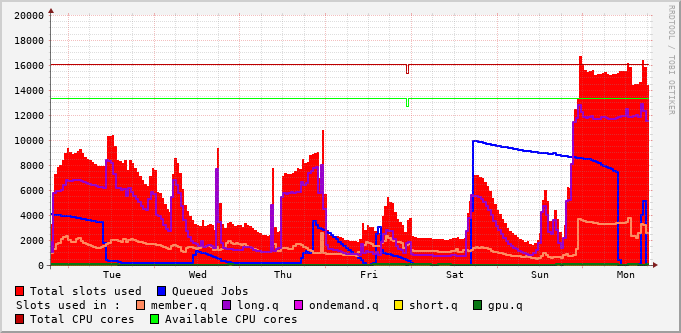 RRDTOOL / TOBI OETIKER
20000
18000
16000
14000
12000
10000
8000
6000
4000
2000
0
Tue Wed Thu Fri Sat Sun Mon
Total slots used Queued Jobs
Slots used in : member.q long.q ondemand.q short.q gpu.q
Total CPU cores Available CPU cores